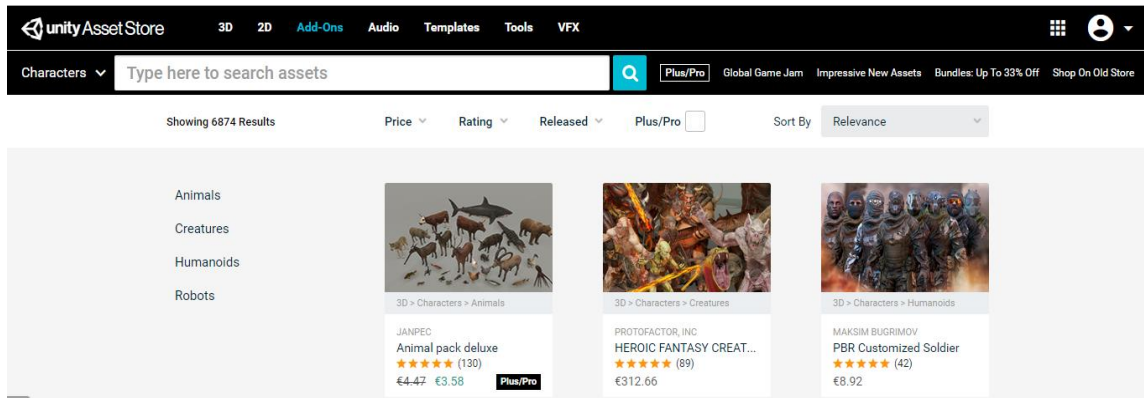 unity Asset Store 3D 2D Add-Ons Audio Templates Tools VFX
Characters Type here to search assets Plus/Pro Global Game Jam Impressive New Assets Bundles: Up To 33% Off Shop On Old Store
Showing 6874 Results Price Rating Released Plus/Pro Sort By Relevance
Animals
Creatures
Humanoids
Robots
3D > Characters > Animals
JANPEC
Animal pack deluxe
(130)
€4.47 €3.58 Plus/Pro
3D > Characters > Creatures
PROTOFACTOR, INC
HEROIC FANTASY CREAT...
(89)
€312.66
3D > Characters > Humanoids
MAKSIM BUGRIMOV
PBR Customized Soldier
(42)
€8.92